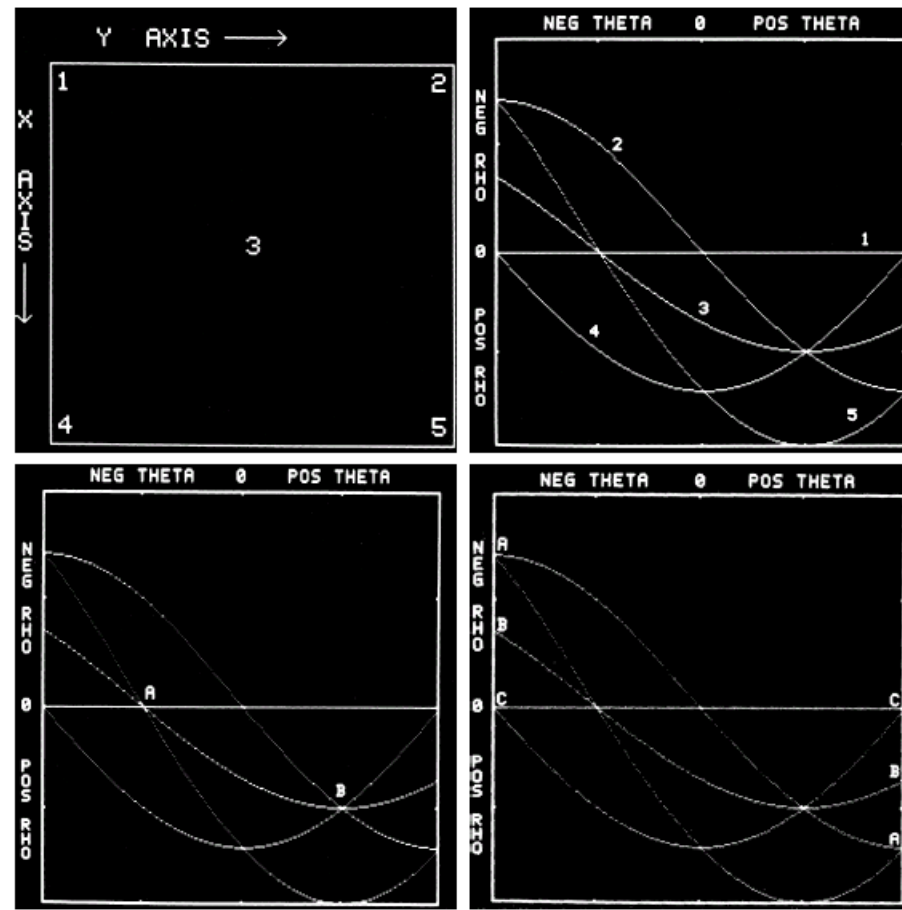 Y AXIS
1 2
X AXIS
3
4 5
NEG THETA 0 POS THETA
NEG RHO
2
1
0
3
4
POS RHO
5
NEG THETA 0 POS THETA
NEG RHO
A
0
B
POS RHO
NEG THETA 0 POS THETA
A
NEG RHO
B
0 C C
POS RHO
B
A